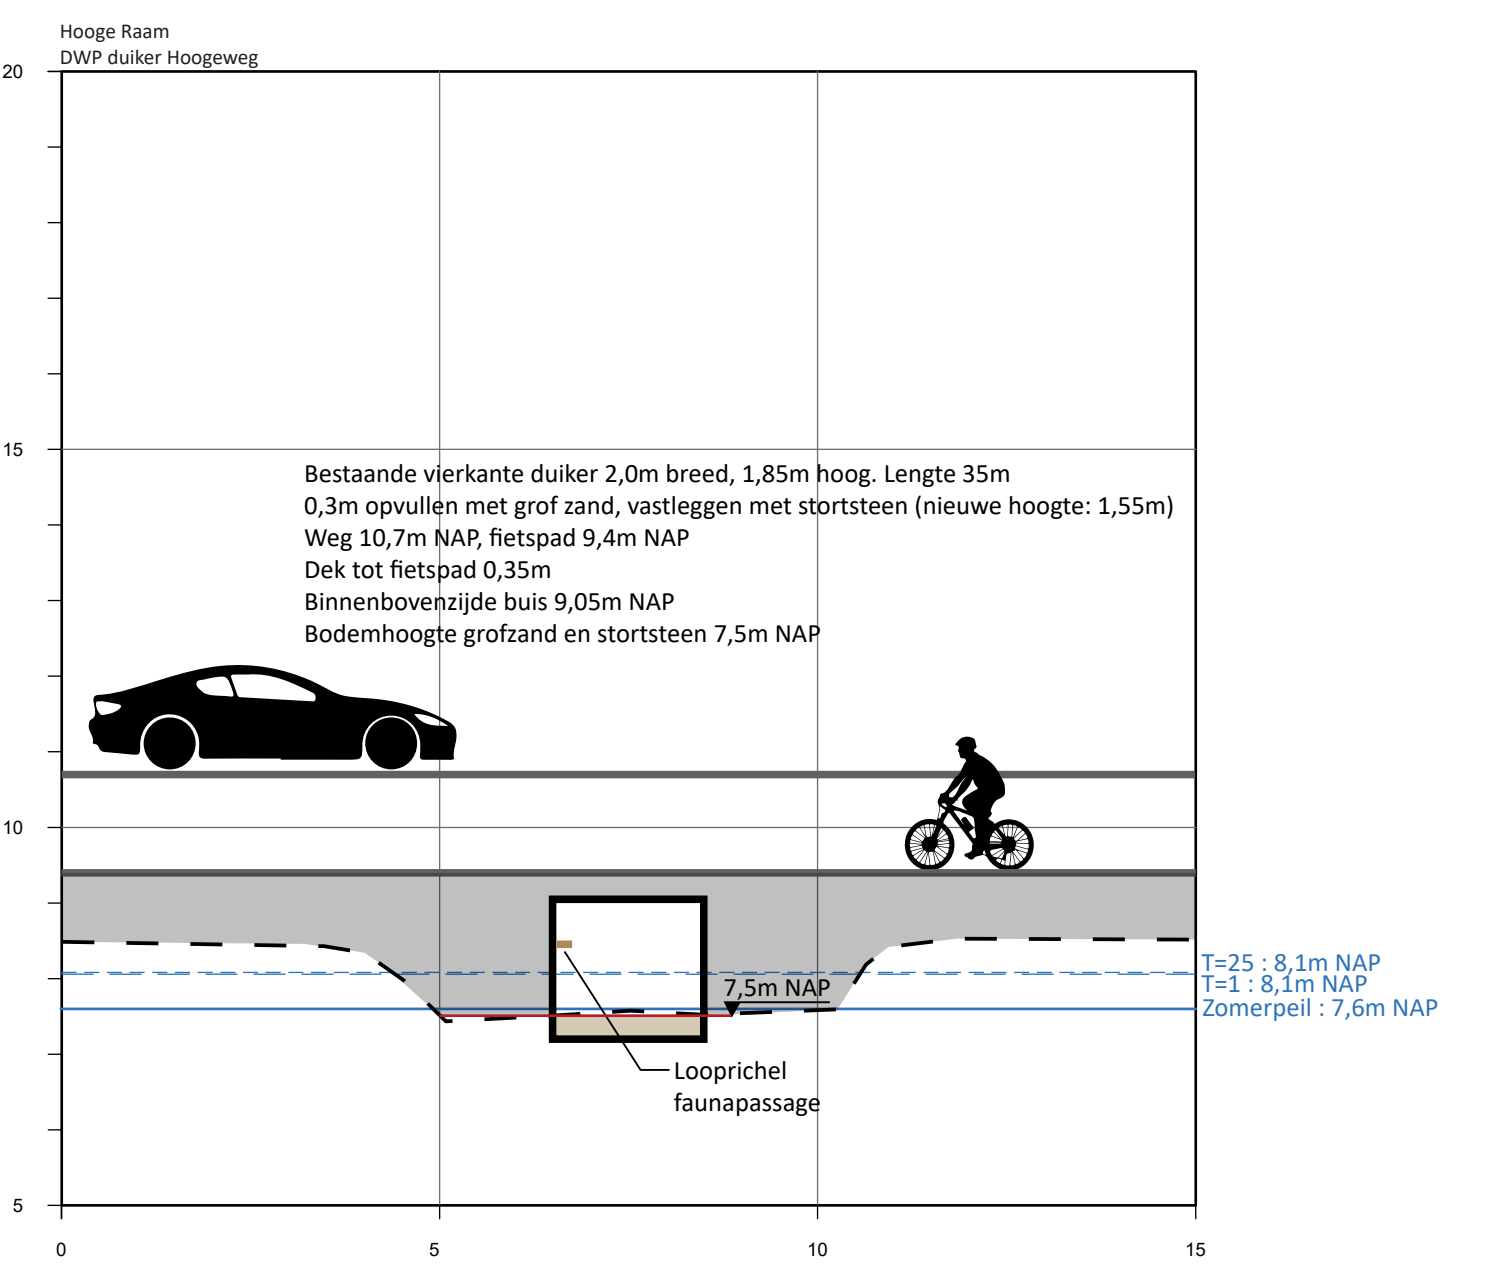 Hooge Raam
DWP duiker Hoogeweg
20
15
Bestaande vierkante duiker 2,0m breed, 1,85m hoog. Lengte 35m
0,3m opvullen met grof zand, vastleggen met stortsteen (nieuwe hoogte: 1,55m)
Weg 10,7m NAP, fietspad 9,4m NAP
Dek tot fietspad 0,35m
Binnenbovenzijde buis 9,05m NAP
Bodemhoogte grofzand en stortsteen 7,5m NAP
10
T=25 : 8,1m NAP
T=1 : 8,1m NAP
7,5m NAP
Zomerpeil : 7,6m NAP
Looprichel
faunapassage
5
0 5 10 15